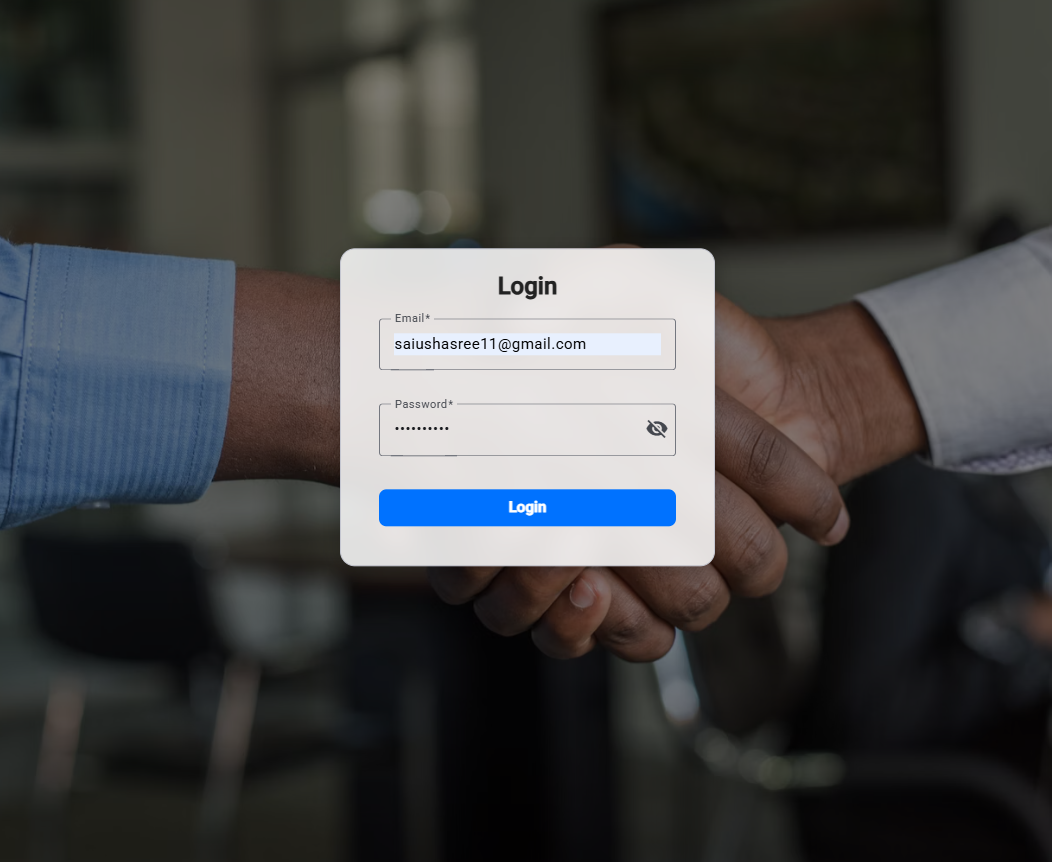 Login
Email*
saiushasree11@gmail.com
Password*
••••••••••
Login